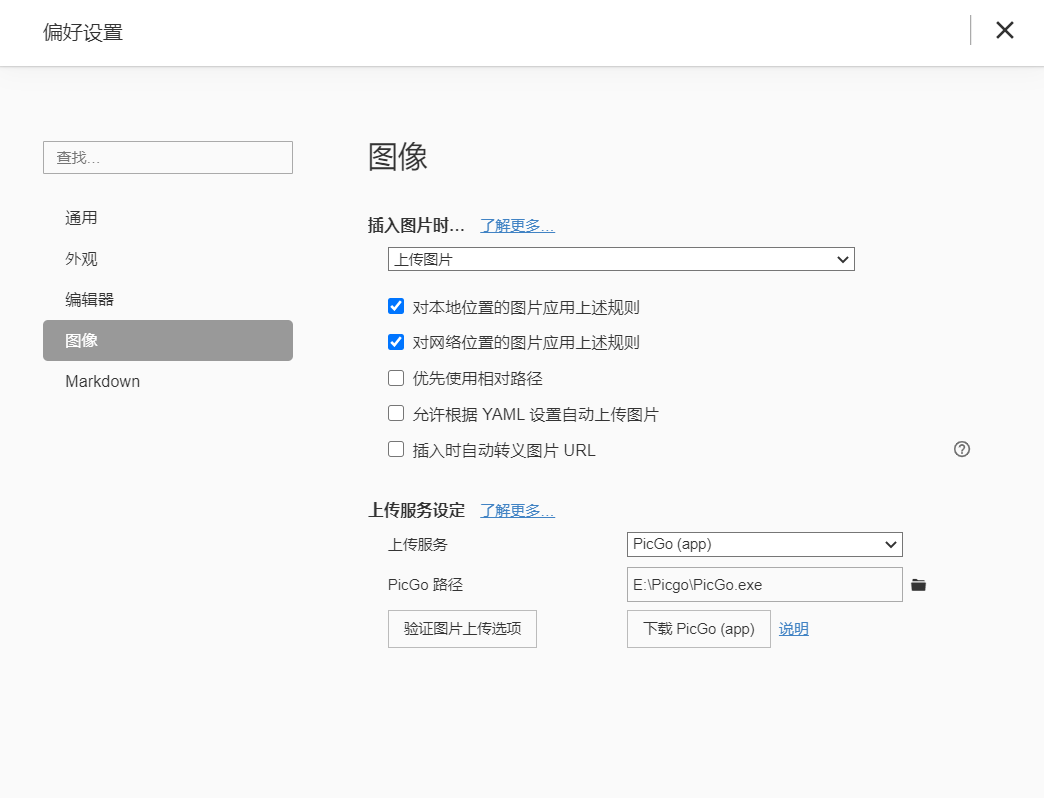 偏好设置
查找...
通用
外观
编辑器
图像
Markdown
图像
插入图片时... 了解更多...
上传图片
对本地位置的图片应用上述规则
对网络位置的图片应用上述规则
优先使用相对路径
允许根据 YAML 设置自动上传图片
插入时自动转义图片 URL
上传服务设定 了解更多...
上传服务 PicGo (app)
PicGo 路径 E:\Picgo\PicGo.exe
验证图片上传选项 下载 PicGo (app) 说明